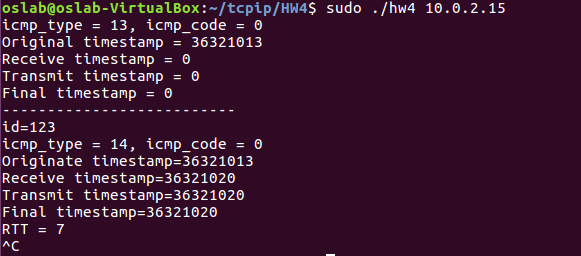 oslab@oslab-VirtualBox:~/tcpip/HW4$ sudo ./hw4 10.0.2.15
icmp_type = 13, icmp_code = 0
Original timestamp = 36321013
Receive timestamp = 0
Transmit timestamp = 0
Final timestamp = 0
--------------------------
id=123
icmp_type = 14, icmp_code = 0
Originate timestamp=36321013
Receive timestamp=36321020
Transmit timestamp=36321020
Final timestamp=36321020
RTT = 7
^C